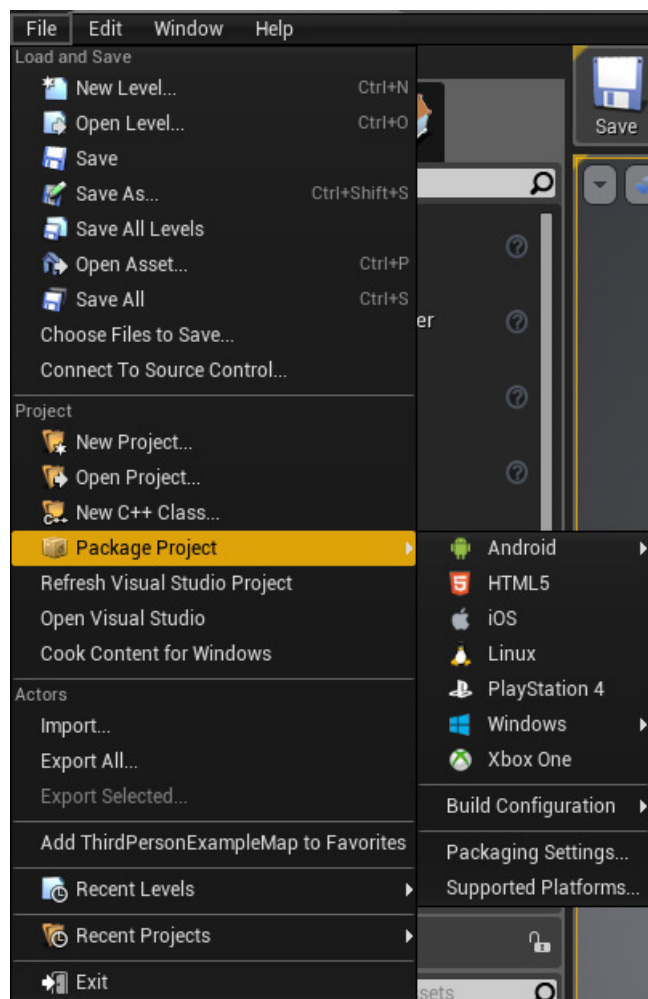 File Edit Window Help
Load and Save
New Level... Ctrl+N
Open Level... Ctrl+O
Save
Save
Save As... Ctrl+Shift+S
Save All Levels
Open Asset... Ctrl+P
Save All Ctrl+S
er
Choose Files to Save...
Connect To Source Control...
Project
New Project...
Open Project...
New C++ Class...
Package Project
Android
Refresh Visual Studio Project
HTML5
Open Visual Studio
iOS
Cook Content for Windows
Linux
PlayStation 4
Actors
Import...
Windows
Export All...
Xbox One
Export Selected...
Build Configuration
Add ThirdPersonExampleMap to Favorites
Packaging Settings...
Recent Levels
Supported Platforms...
Recent Projects
Exit
sets